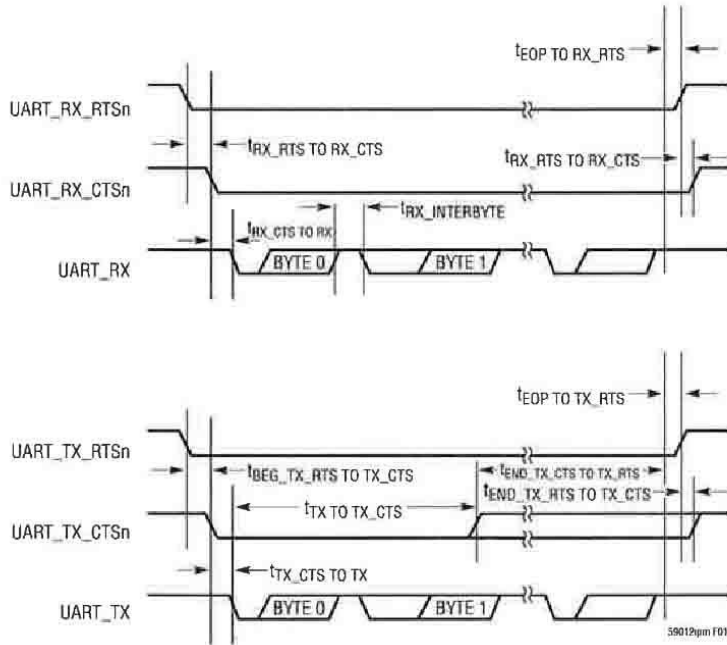 tEOP TO RX_RTS
UART_RX_RTSn
tRX_RTS TO RX_CTS
tRX_RTS TO RX_CTS
UART_RX_CTSn
tRX_INTERBYTE
tRX_CTS TO RX
UART_RX
BYTE 0
BYTE 1
tEOP TO TX_RTS
UART_TX_RTSn
tBEG_TX_RTS TO TX_CTS
tEND_TX_CTS TO TX_RTS
tEND_TX_RTS TO TX_CTS
tTX TO TX_CTS
UART_TX_CTSn
tTX_CTS TO TX
UART_TX
BYTE 0
BYTE 1
59012ipm F01